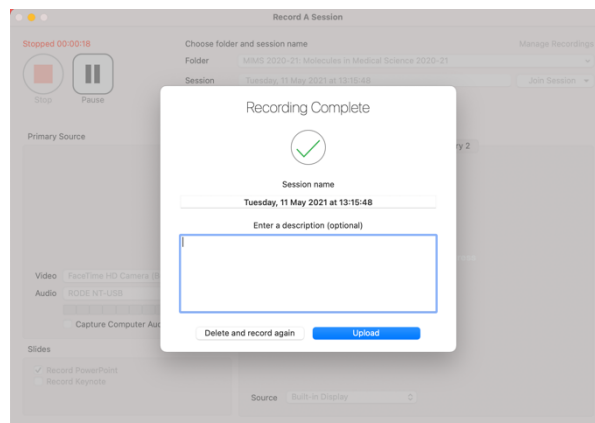 Record A Session
Stopped 00:00:18
Choose folder and session name
Manage Recordings
Folder
MiMS 2020-21: Molecules in Medical Science 2020-21
Session
Tuesday, 11 May 2021 at 13:15:48
Join Session
Stop
Pause
Primary Source
ry 2
Recording Complete
Session name
Tuesday, 11 May 2021 at 13:15:48
Enter a description (optional)
Delete and record again
Upload
Video
FaceTime HD Camera (B
Audio
RODE NT-USB
Capture Computer Aud
Slides
Record PowerPoint
Record Keynote
Source
Built-in Display